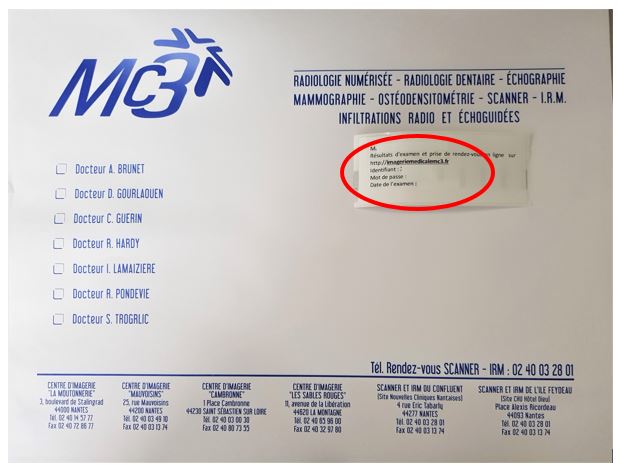 MC3
RADIOLOGIE NUMÉRISÉE - RADIOLOGIE DENTAIRE - ÉCHOGRAPHIE
MAMMOGRAPHIE - OSTÉODENSITOMÉTRIE - SCANNER - I.R.M.
INFILTRATIONS RADIO ET ÉCHOGUIDÉES
M.
Résultats d'examen et prise de rendez-vous en ligne sur
http://imageriemedicalemc3.fr
Identifiant :
Mot de passe :
Date de l'examen :
Docteur A. BRUNET
Docteur D. GOURLAOUEN
Docteur C. GUERIN
Docteur R. HARDY
Docteur I. LAMAIZIERE
Docteur R. PONDEVIE
Docteur S. TROGRLIC
Tél. Rendez-vous SCANNER - IRM : 02 40 03 28 01
CENTRE D'IMAGERIE
"LA MOUTONNERIE"
3, boulevard de Stalingrad
44000 NANTES
Tél. 02 40 14 57 77
Fax 02 40 72 86 77
CENTRE D'IMAGERIE
"MAUVOISINS"
25, rue Mauvoisins
44200 NANTES
Tél. 02 40 03 49 10
Fax 02 40 03 13 74
CENTRE D'IMAGERIE
"CAMBRONNE"
1 Place Cambronne
44230 SAINT SÉBASTIEN SUR LOIRE
Tél. 02 40 03 00 30
Fax 02 40 80 73 55
CENTRE D'IMAGERIE
"LES SABLES ROUGES"
11, avenue de la Libération
44620 LA MONTAGNE
Tél. 02 40 65 96 00
Fax 02 40 32 97 80
SCANNER ET IRM DU CONFLUENT
(Site Nouvelles Cliniques Nantaises)
4 rue Eric Tabarly
44277 NANTES
Tél. 02 40 03 28 01
Fax 02 40 03 13 74
SCANNER ET IRM DE L'ILE FEYDEAU
(Site CHU Hôtel Dieu)
Place Alexis Ricordeau
44093 NANTES
Tél. 02 40 03 28 01
Fax 02 40 03 13 74